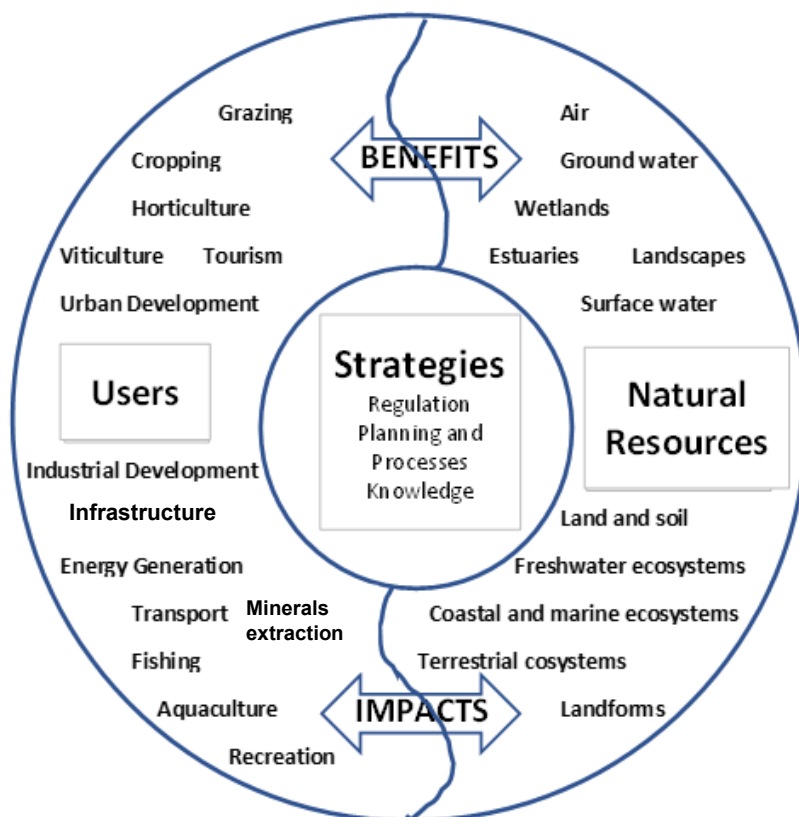 Grazing
Air
BENEFITS
Cropping
Ground water
Horticulture
Wetlands
Viticulture Tourism
Estuaries Landscapes
Urban Development
Surface water
Users
Strategies
Regulation
Planning and
Processes
Knowledge
Natural
Resources
Industrial Development
Infrastructure
Land and soil
Energy Generation
Freshwater ecosystems
Transport
Minerals
extraction
Coastal and marine ecosystems
Fishing
Terrestrial cosystems
Aquaculture
IMPACTS
Landforms
Recreation